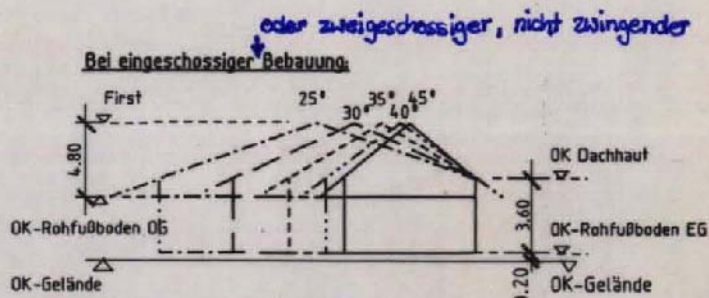 oder zweigeschossiger, nicht zwingender
Bei eingeschossiger Bebauung:
First
25°
30°
35°
40°
45°
4.80
OK Dachhaut
3.60
OK-Rohfußboden OG
OK-Rohfußboden EG
OK-Gelände
0.20
OK-Gelände